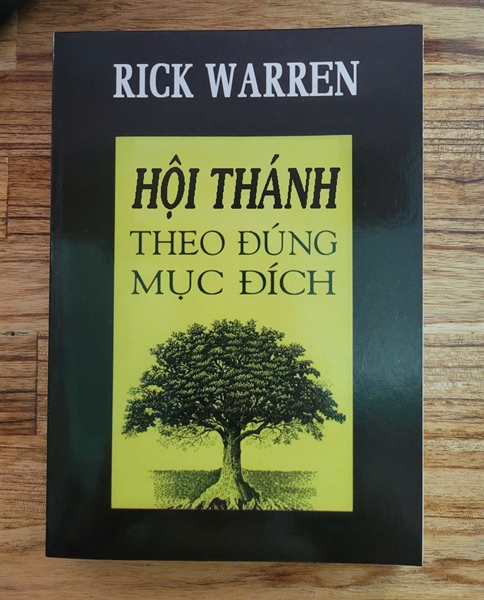 RICK WARREN
HỘI THÁNH
THEO ĐÚNG
MỤC ĐÍCH